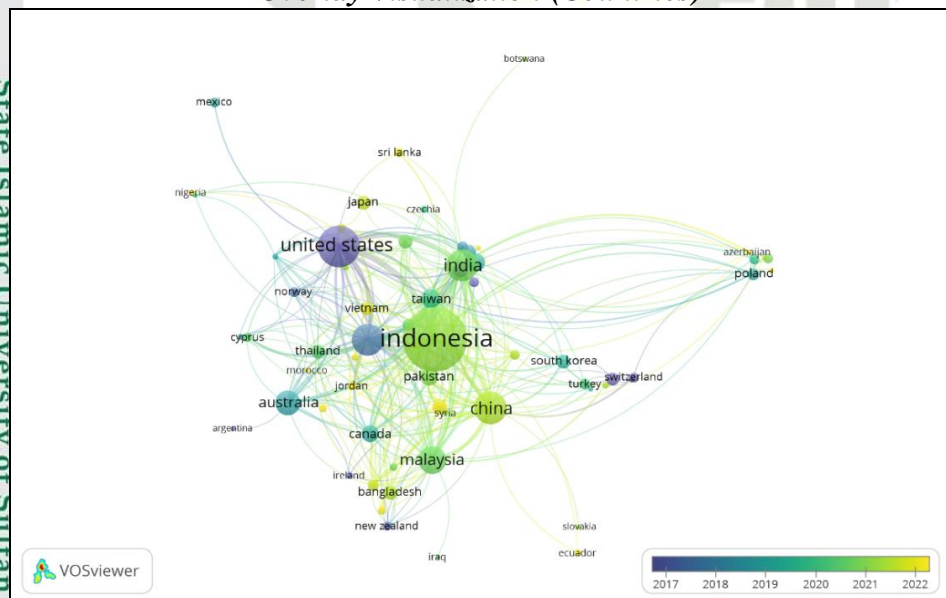 botswana
mexico
sri lanka
nigeria
japan
czechia
united states
india
azerbaijan
poland
norway
taiwan
vietnam
cyprus
indonesia
thailand
south korea
morocco
pakistan
turkey
switzerland
jordan
australia
syria
china
argentina
canada
malaysia
ireland
bangladesh
new zealand
slovakia
iraq
ecuador
VOSviewer
2017 2018 2019 2020 2021 2022